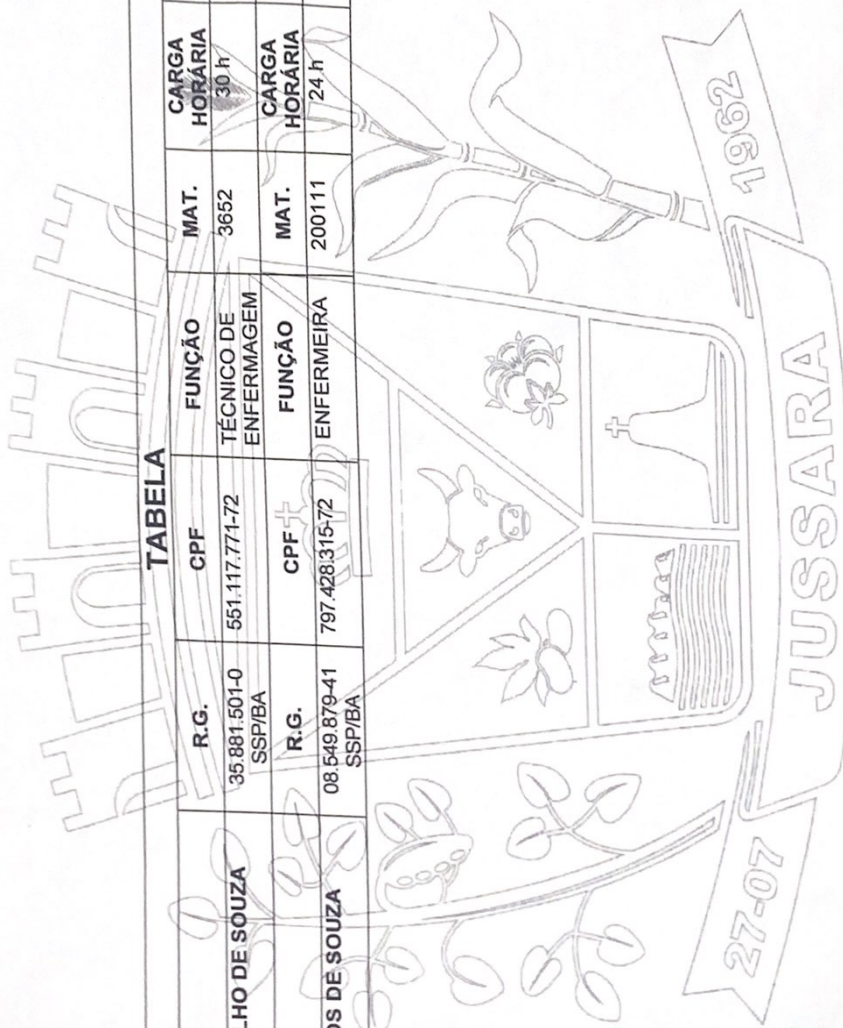 TABELA
R.G. CPF FUNÇÃO MAT. CARGA HORÁRIA
LHO DE SOUZA 35.881.501-0 SSP/BA 551.117.771-72 TÉCNICO DE ENFERMAGEM 3652 30 h
R.G. CPF FUNÇÃO MAT. CARGA HORÁRIA
OS DE SOUZA 08.549.879-41 SSP/BA 797.428.315-72 ENFERMEIRA 200111 24 h
27-07 JUSSARA 1962